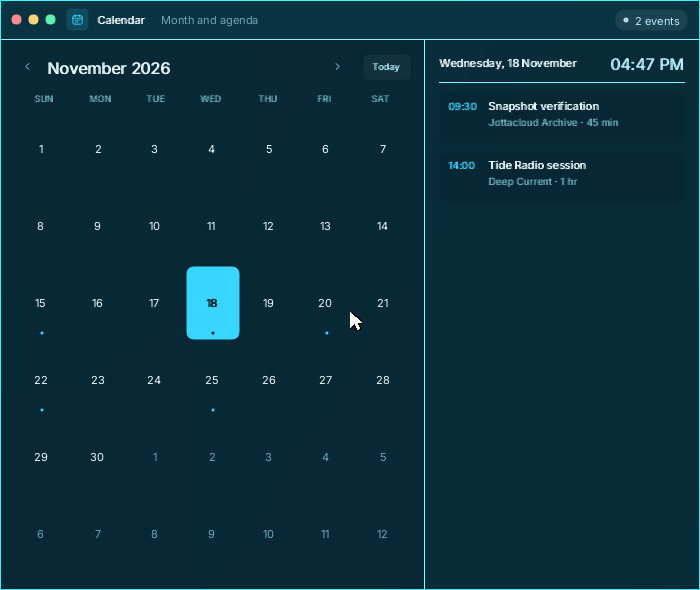 Calendar Month and agenda
2 events
November 2026
Today
SUN MON TUE WED THU FRI SAT
1 2 3 4 5 6 7
8 9 10 11 12 13 14
15 16 17 18 19 20 21
22 23 24 25 26 27 28
29 30 1 2 3 4 5
6 7 8 9 10 11 12
Wednesday, 18 November 04:47 PM
09:30 Snapshot verification
Jottacloud Archive · 45 min
14:00 Tide Radio session
Deep Current · 1 hr